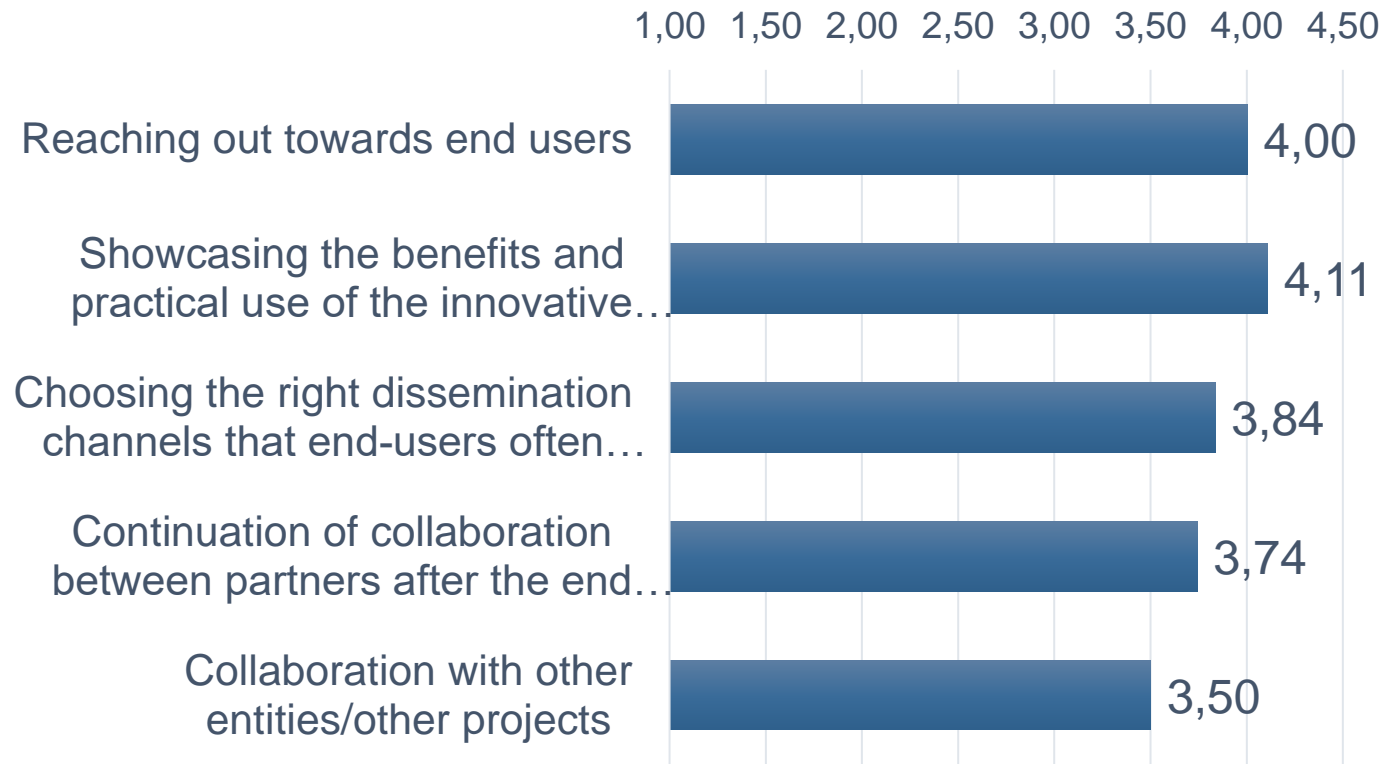 1,00 1,50 2,00 2,50 3,00 3,50 4,00 4,50
Reaching out towards end users
4,00
Showcasing the benefits and
practical use of the innovative…
4,11
Choosing the right dissemination
channels that end-users often…
3,84
Continuation of collaboration
between partners after the end…
3,74
Collaboration with other
entities/other projects
3,50